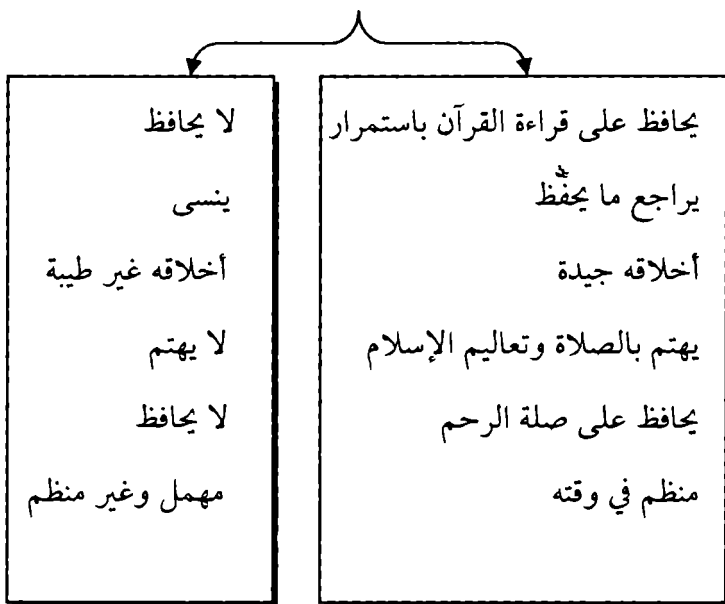 يحافظ على قراءة القرآن باستمرار
يراجع ما يحفّظ
أخلاقه جيدة
يهتم بالصلاة وتعاليم الإسلام
يحافظ على صلة الرحم
منظم في وقته
لا يحافظ
ينسى
أخلاقه غير طيبة
لا يهتم
لا يحافظ
مهمل وغير منظم